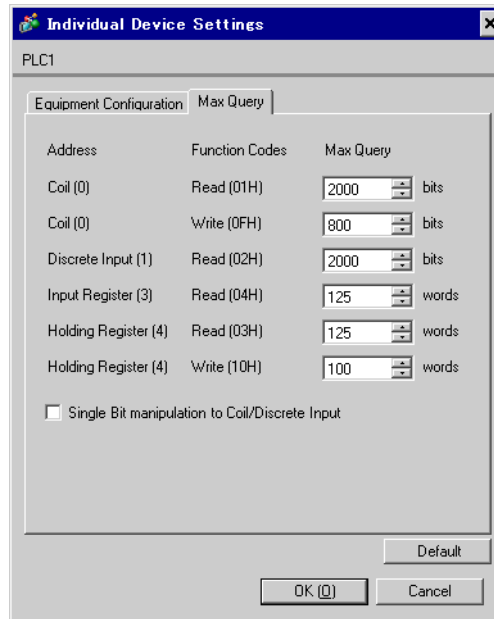 Individual Device Settings
PLC1
Equipment Configuration Max Query
Address Function Codes Max Query
Coil (0) Read (01H) 2000 bits
Coil (0) Write (0FH) 800 bits
Discrete Input (1) Read (02H) 2000 bits
Input Register (3) Read (04H) 125 words
Holding Register (4) Read (03H) 125 words
Holding Register (4) Write (10H) 100 words
Single Bit manipulation to Coil/Discrete Input
Default
OK (O) Cancel